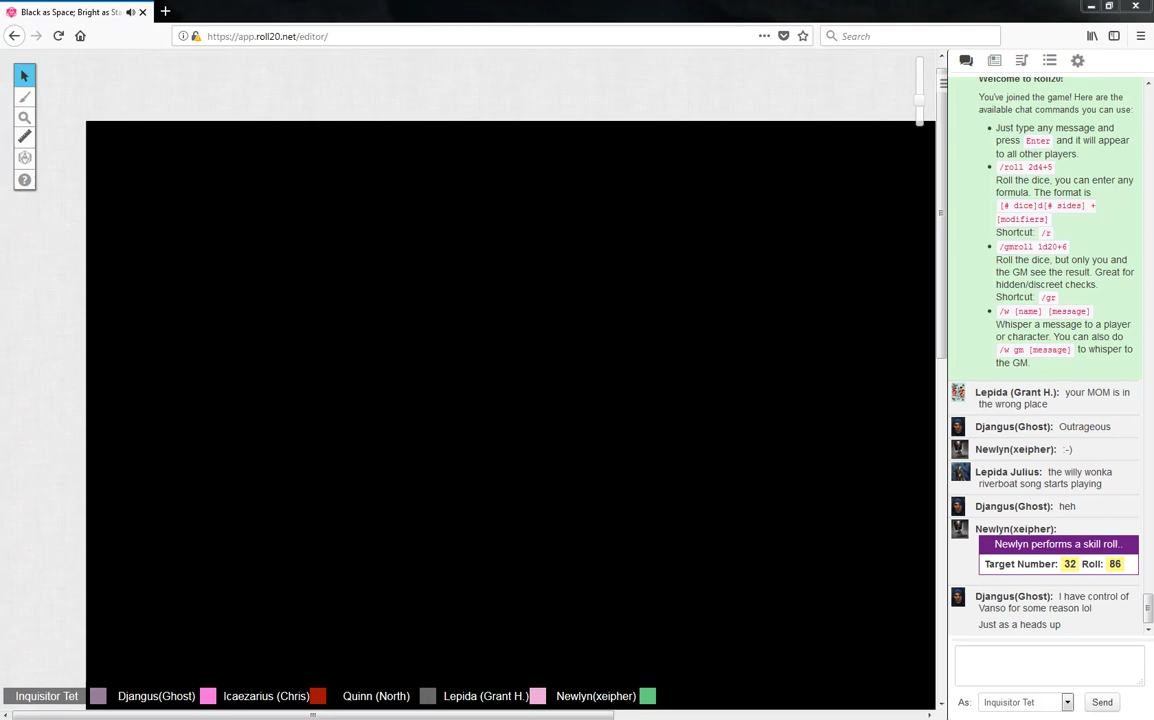 Black as Space; Bright as Sta
https://app.roll20.net/editor/
Search
Welcome to Roll20!
You've joined the game! Here are the
available chat commands you can use:
Just type any message and
press Enter and it will appear
to all other players.
/roll 2d4+5
Roll the dice, you can enter any
formula. The format is
[# dice]d[# sides] +
[modifiers]
Shortcut: /r
/gmroll 1d20+6
Roll the dice, but only you and
the GM see the result. Great for
hidden/discreet checks.
Shortcut: /gr
/w [name] [message]
Whisper a message to a player
or character. You can also do
/w gm [message] to whisper to
the GM.
Lepida (Grant H.): your MOM is in
the wrong place
Djangus(Ghost): Outrageous
Newlyn(xeipher): :-)
Lepida Julius: the willy wonka
riverboat song starts playing
Djangus(Ghost): heh
Newlyn(xeipher):
Newlyn performs a skill roll..
Target Number: 32 Roll: 86
Djangus(Ghost): I have control of
Vanso for some reason lol
Just as a heads up
Inquisitor Tet Djangus(Ghost) Icaezarius (Chris) Quinn (North) Lepida (Grant H.) Newlyn(xeipher)
As: Inquisitor Tet Send